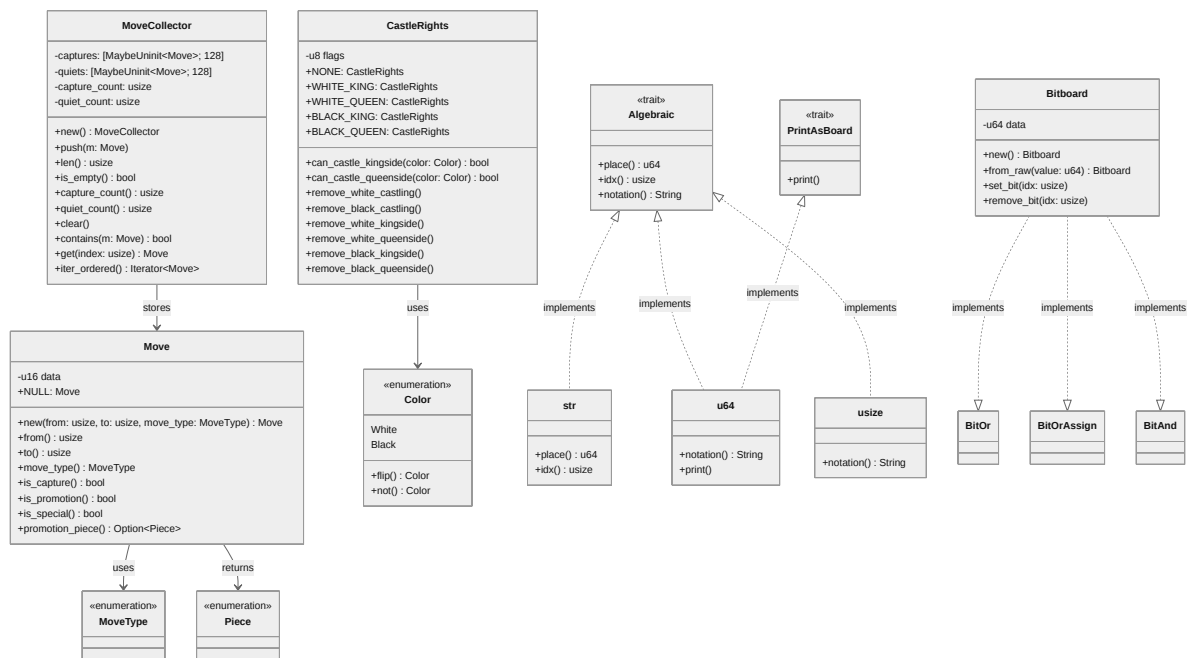 MoveCollector
-captures: [MaybeUninit<Move>; 128]
-quiets: [MaybeUninit<Move>; 128]
-capture_count: usize
-quiet_count: usize
+new() : MoveCollector
+push(m: Move)
+len() : usize
+is_empty() : bool
+capture_count() : usize
+quiet_count() : usize
+clear()
+contains(m: Move) : bool
+get(index: usize) : Move
+iter_ordered() : Iterator<Move>
stores
Move
-u16 data
+NULL: Move
+new(from: usize, to: usize, move_type: MoveType) : Move
+from() : usize
+to() : usize
+move_type() : MoveType
+is_capture() : bool
+is_promotion() : bool
+is_special() : bool
+promotion_piece() : Option<Piece>
uses
returns
«enumeration»
MoveType
«enumeration»
Piece
CastleRights
-u8 flags
+NONE: CastleRights
+WHITE_KING: CastleRights
+WHITE_QUEEN: CastleRights
+BLACK_KING: CastleRights
+BLACK_QUEEN: CastleRights
+can_castle_kingside(color: Color) : bool
+can_castle_queenside(color: Color) : bool
+remove_white_castling()
+remove_black_castling()
+remove_white_kingside()
+remove_white_queenside()
+remove_black_kingside()
+remove_black_queenside()
uses
«enumeration»
Color
White
Black
+flip() : Color
+not() : Color
«trait»
Algebraic
+place() : u64
+idx() : usize
+notation() : String
«trait»
PrintAsBoard
+print()
implements
implements
implements
implements
str
+place() : u64
+idx() : usize
u64
+notation() : String
+print()
usize
+notation() : String
Bitboard
-u64 data
+new() : Bitboard
+from_raw(value: u64) : Bitboard
+set_bit(idx: usize)
+remove_bit(idx: usize)
implements
implements
implements
BitOr
BitOrAssign
BitAnd